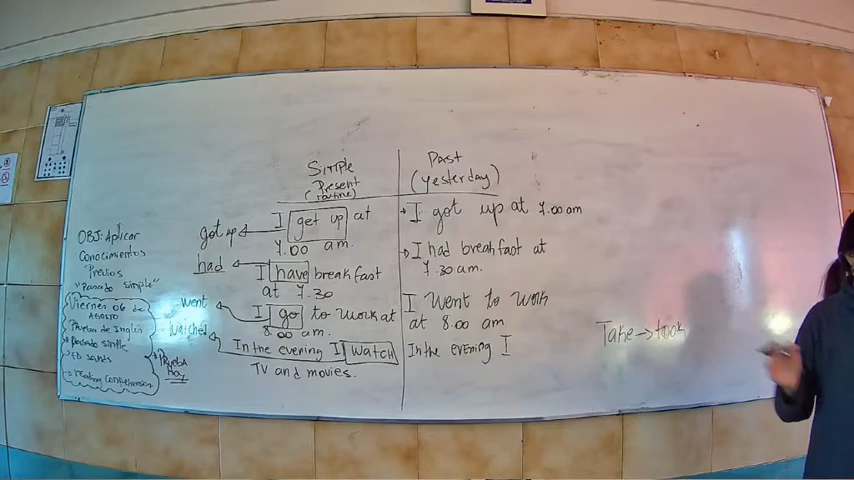 Simple
(Present
routine)
Past
(yesterday)
I get up at
7.00 am.
got up
I got up at 7.00 am
had
I have breakfast
at 7.30
I had breakfast at
7.30 am.
went
I go to work at
8.00 am.
I went to work
at 8.00 am
watched
In the evening I watch
TV and movies.
In the evening I
Take → took
OBJ: Aplicar
Conocimientos
Previos
"Pasado simple"
Viernes 06 de
AGOSTO
Prueba de Inglés
Pasado simple
ED sounds
Reading Comprehension
Prueba